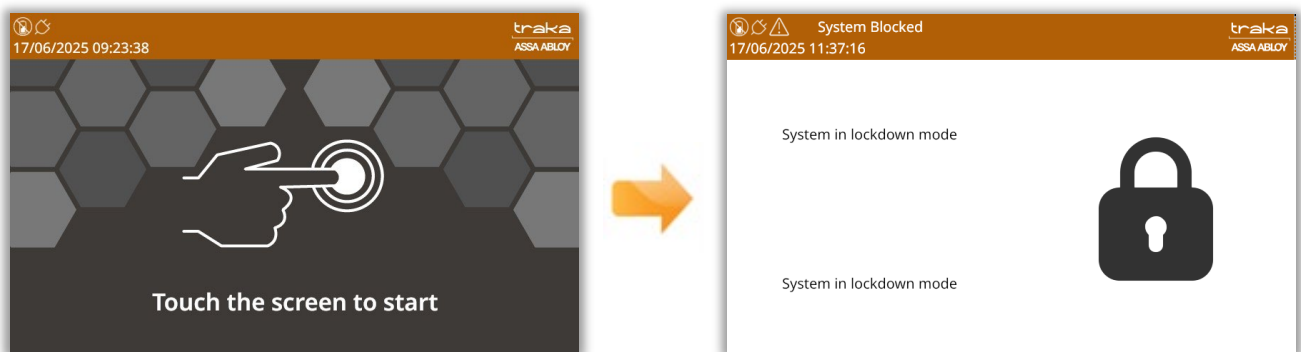 traka
17/06/2025 09:23:38
ASSA ABLOY
Touch the screen to start
System Blocked
traka
17/06/2025 11:37:16
ASSA ABLOY
System in lockdown mode
System in lockdown mode